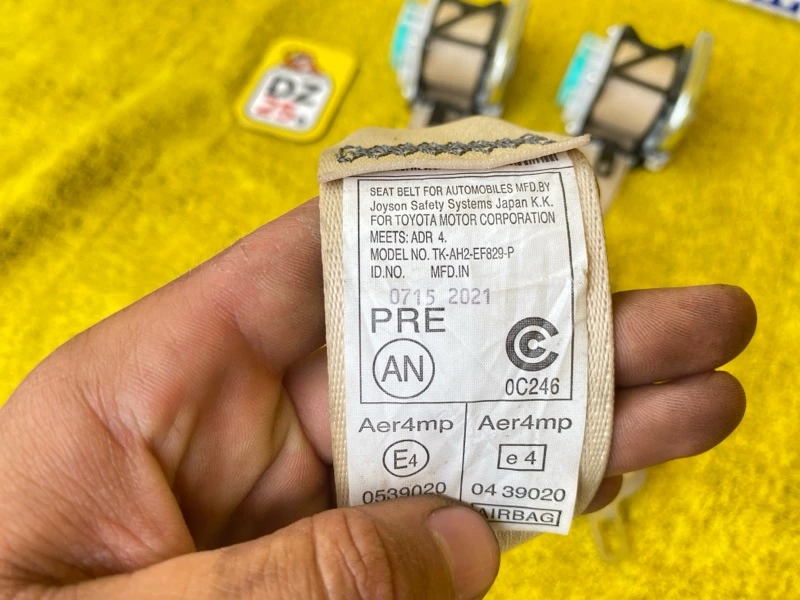 DZ
SEAT BELT FOR AUTOMOBILES MFD.BY
Joyson Safety Systems Japan K.K.
FOR TOYOTA MOTOR CORPORATION
MEETS: ADR 4.
MODEL NO. TK-AH2-EF829-P
ID.NO. MFD.IN
0715 2021
PRE
AN
C
0C246
Aer4mp Aer4mp
E4 e 4
0539020 04 39020
AIRBAG